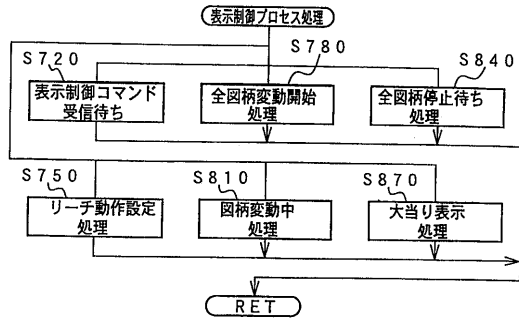 表示制御プロセス処理
S720
S780
S840
表示制御コマンド
受信待ち
全図柄変動開始
処理
全図柄停止待ち
処理
S750
S810
S870
リーチ動作設定
処理
図柄変動中
処理
大当り表示
処理
RET